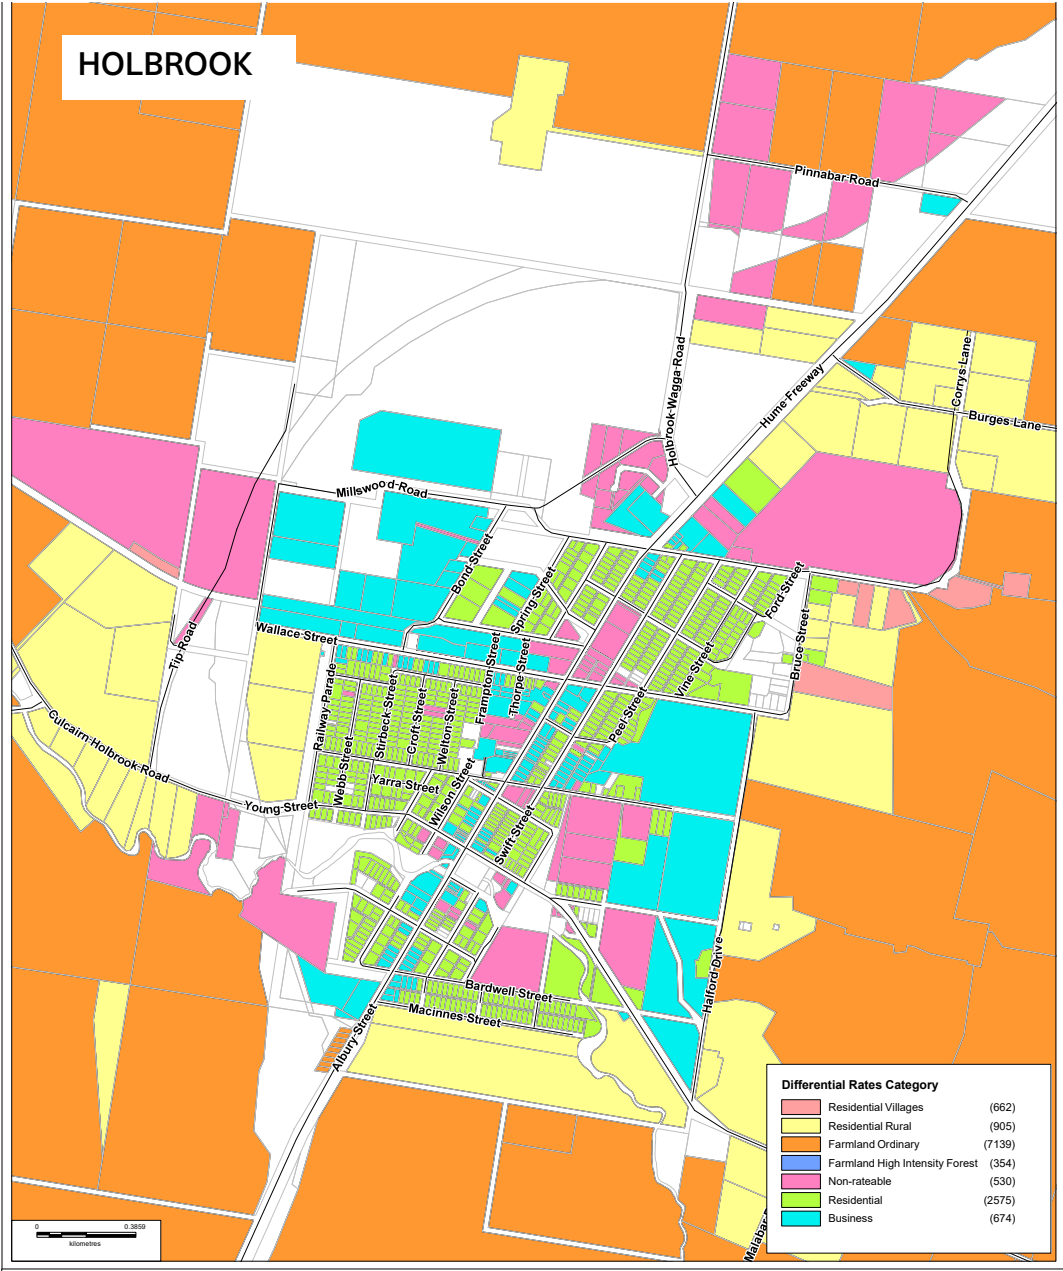 HOLBROOK
Pinnabar Road
Holbrook-Wagga Road
Hume Freeway
Corrys Lane
Burges Lane
Millswood Road
Bond Street
Spring Street
Ford Street
Bruce Street
Wallace Street
Tip Road
Vine Street
Peel Street
Frampton Street
Thorpe Street
Railway Parade
Stirbeck Street
Croft Street
Welton Street
Webb Street
Culcairn-Holbrook Road
Yarra Street
Wilson Street
Young Street
Swift Street
Halford Drive
Bardwell Street
Macinnes Street
Albury Street
Malabar
Differential Rates Category
Residential Villages (662)
Residential Rural (905)
Farmland Ordinary (7139)
Farmland High Intensity Forest (354)
Non-rateable (530)
Residential (2575)
Business (674)
0 0.3859
kilometres